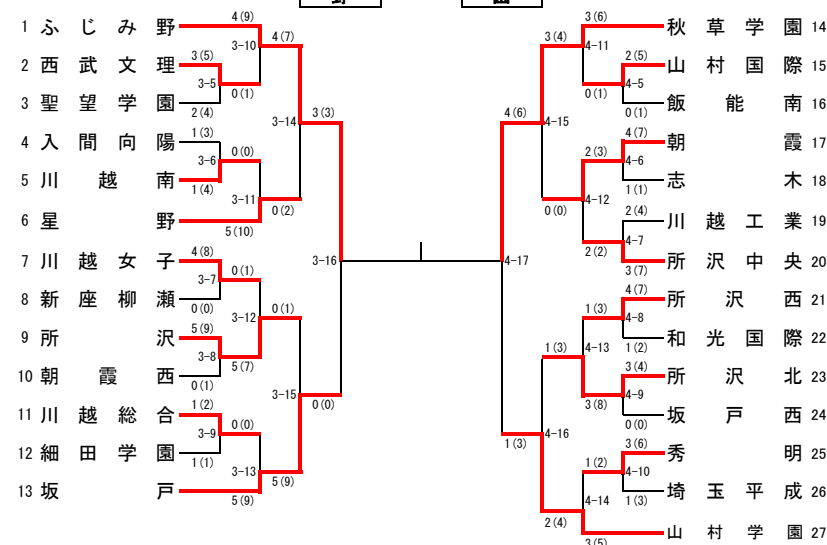 1 ふじみ野 4(9)
3-10
4(7)
2 西武文理 3(5)
3-5
0(1)
3 聖望学園 2(4)
3-14
3(3)
4 入間向陽 1(3)
3-6
0(0)
5 川越南 1(4)
3-11
0(2)
6 星野 5(10)
3-16
7 川越女子 4(8)
3-7
0(1)
8 新座柳瀬 0(0)
3-12
0(1)
9 所沢 5(9)
3-8
5(7)
10 朝霞西 0(1)
3-15
0(0)
11 川越総合 1(2)
3-9
0(0)
12 細田学園 1(1)
3-13
5(9)
13 坂戸 5(9)
3(6) 秋草学園 14
3(4)
4-11
2(5) 山村国際 15
4-5
0(1)
0(1) 飯能南 16
4(6)
4-15
4(7) 朝霞 17
2(3)
4-6
1(1) 志木 18
4-12
0(0)
2(4) 川越工業 19
4-7
2(2)
3(7) 所沢中央 20
4-17
4(7) 所沢西 21
1(3)
4-8
1(2) 和光国際 22
1(3)
4-13
3(4) 所沢北 23
4-9
3(8)
0(0) 坂戸西 24
1(3)
4-16
3(6) 秀明 25
1(2)
4-10
1(3) 埼玉平成 26
4-14
2(4)
3(5) 山村学園 27